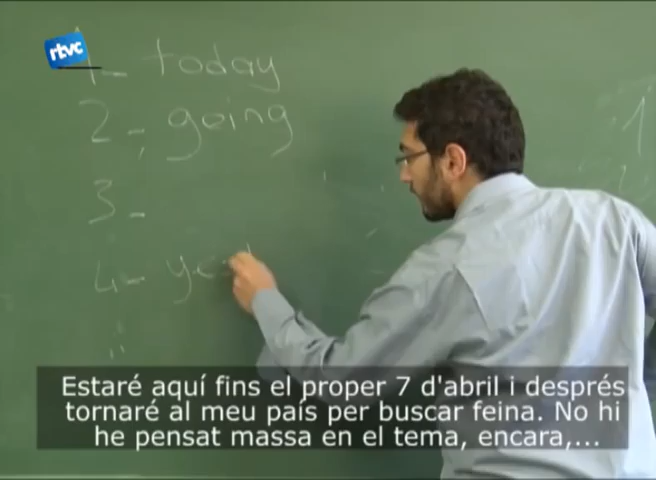 rtvc
1- today
2- going
3-
4-
Estaré aquí fins el proper 7 d'abril i després
tornaré al meu país per buscar feina. No hi
he pensat massa en el tema, encara,...